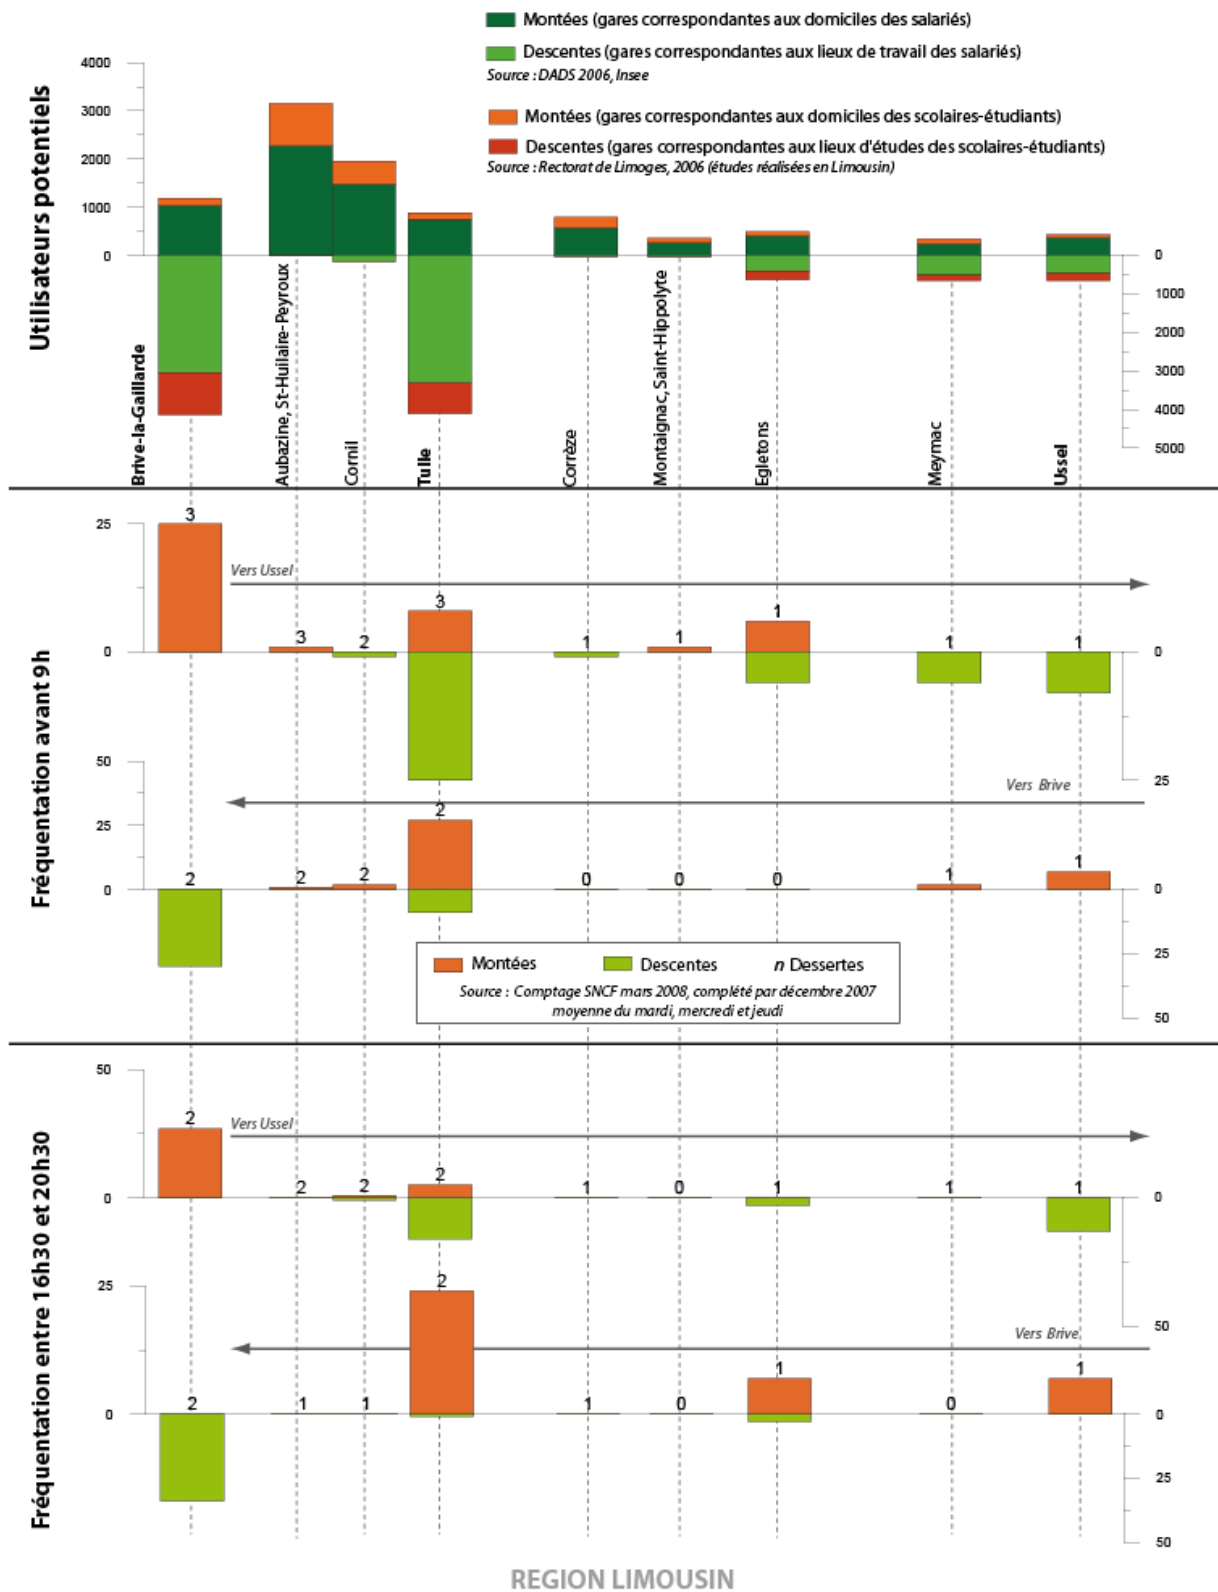 Montées (gares correspondantes aux domiciles des salariés)
Descentes (gares correspondantes aux lieux de travail des salariés)
Source : DADS 2006, Insee
Montées (gares correspondantes aux domiciles des scolaires-étudiants)
Descentes (gares correspondantes aux lieux d'études des scolaires-étudiants)
Source : Rectorat de Limoges, 2006 (études réalisées en Limousin)
Utilisateurs potentiels
4000
3000
2000
1000
0
0
1000
2000
3000
4000
5000
Brive-la-Gaillarde
Aubazine, St-Huilaire-Peyroux
Cornil
Tulle
Corrèze
Montaignac, Saint-Hippolyte
Egletons
Meymac
Ussel
Fréquentation avant 9h
25
0
3
Vers Ussel
3
2
3
1
1
1
1
1
0
25
50
25
0
Vers Brive
2
2
2
2
0
0
0
1
1
0
25
50
Montées
Descentes
n Dessertes
Source : Comptage SNCF mars 2008, complété par décembre 2007
moyenne du mardi, mercredi et jeudi
Fréquentation entre 16h30 et 20h30
50
0
2
Vers Ussel
2
2
2
1
0
1
1
1
0
50
25
0
Vers Brive
2
1
1
2
1
0
1
0
1
0
25
50
REGION LIMOUSIN